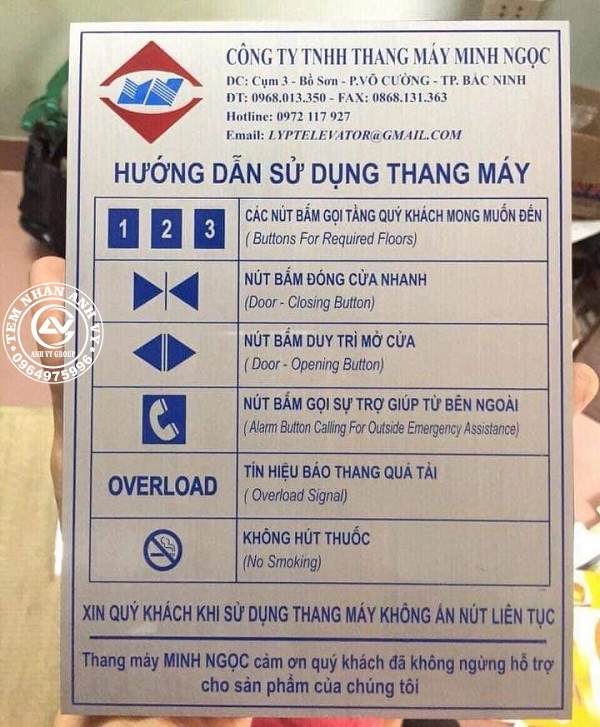 CÔNG TY TNHH THANG MÁY MINH NGỌC
ĐC: Cụm 3 - Bồ Sơn - P.VÕ CƯỜNG - TP. BẮC NINH
ĐT: 0968.013.350 - FAX: 0868.131.363
Hotline: 0972 117 927
Email: LYPTELEVATOR@GMAIL.COM
HƯỚNG DẪN SỬ DỤNG THANG MÁY
1 2 3
CÁC NÚT BẤM GỌI TẦNG QUÝ KHÁCH MONG MUỐN ĐẾN
( Buttons For Required Floors)
NÚT BẤM ĐÓNG CỬA NHANH
(Door - Closing Button)
NÚT BẤM DUY TRÌ MỞ CỬA
( Door - Opening Button)
NÚT BẤM GỌI SỰ TRỢ GIÚP TỪ BÊN NGOÀI
( Alarm Button Calling For Outside Emergency Assistance)
OVERLOAD
TÍN HIỆU BÁO THANG QUÁ TẢI
( Overload Signal)
KHÔNG HÚT THUỐC
(No Smoking)
XIN QUÝ KHÁCH KHI SỬ DỤNG THANG MÁY KHÔNG ẤN NÚT LIÊN TỤC
Thang máy MINH NGỌC cảm ơn quý khách đã không ngừng hỗ trợ
cho sản phẩm của chúng tôi
TEM NHAN ANH VY
ANH VY GROUP
0964975996